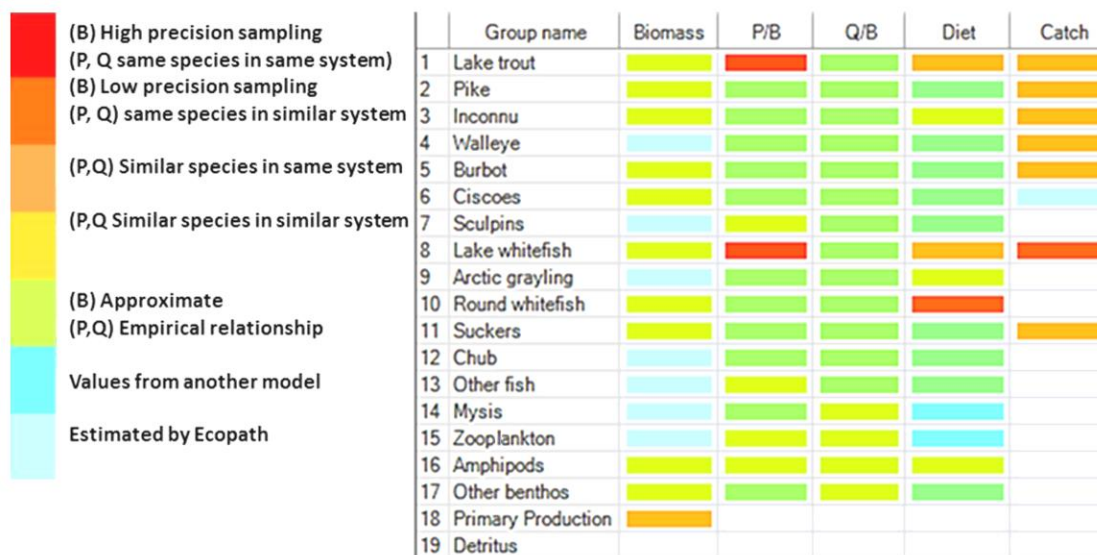 (B) High precision sampling
(P, Q same species in same system)
(B) Low precision sampling
(P, Q) same species in similar system
(P,Q) Similar species in same system
(P,Q Similar species in similar system
(B) Approximate
(P,Q) Empirical relationship
Values from another model
Estimated by Ecopath
Group name Biomass P/B Q/B Diet Catch
1 Lake trout
2 Pike
3 Inconnu
4 Walleye
5 Burbot
6 Ciscoes
7 Sculpins
8 Lake whitefish
9 Arctic grayling
10 Round whitefish
11 Suckers
12 Chub
13 Other fish
14 Mysis
15 Zooplankton
16 Amphipods
17 Other benthos
18 Primary Production
19 Detritus